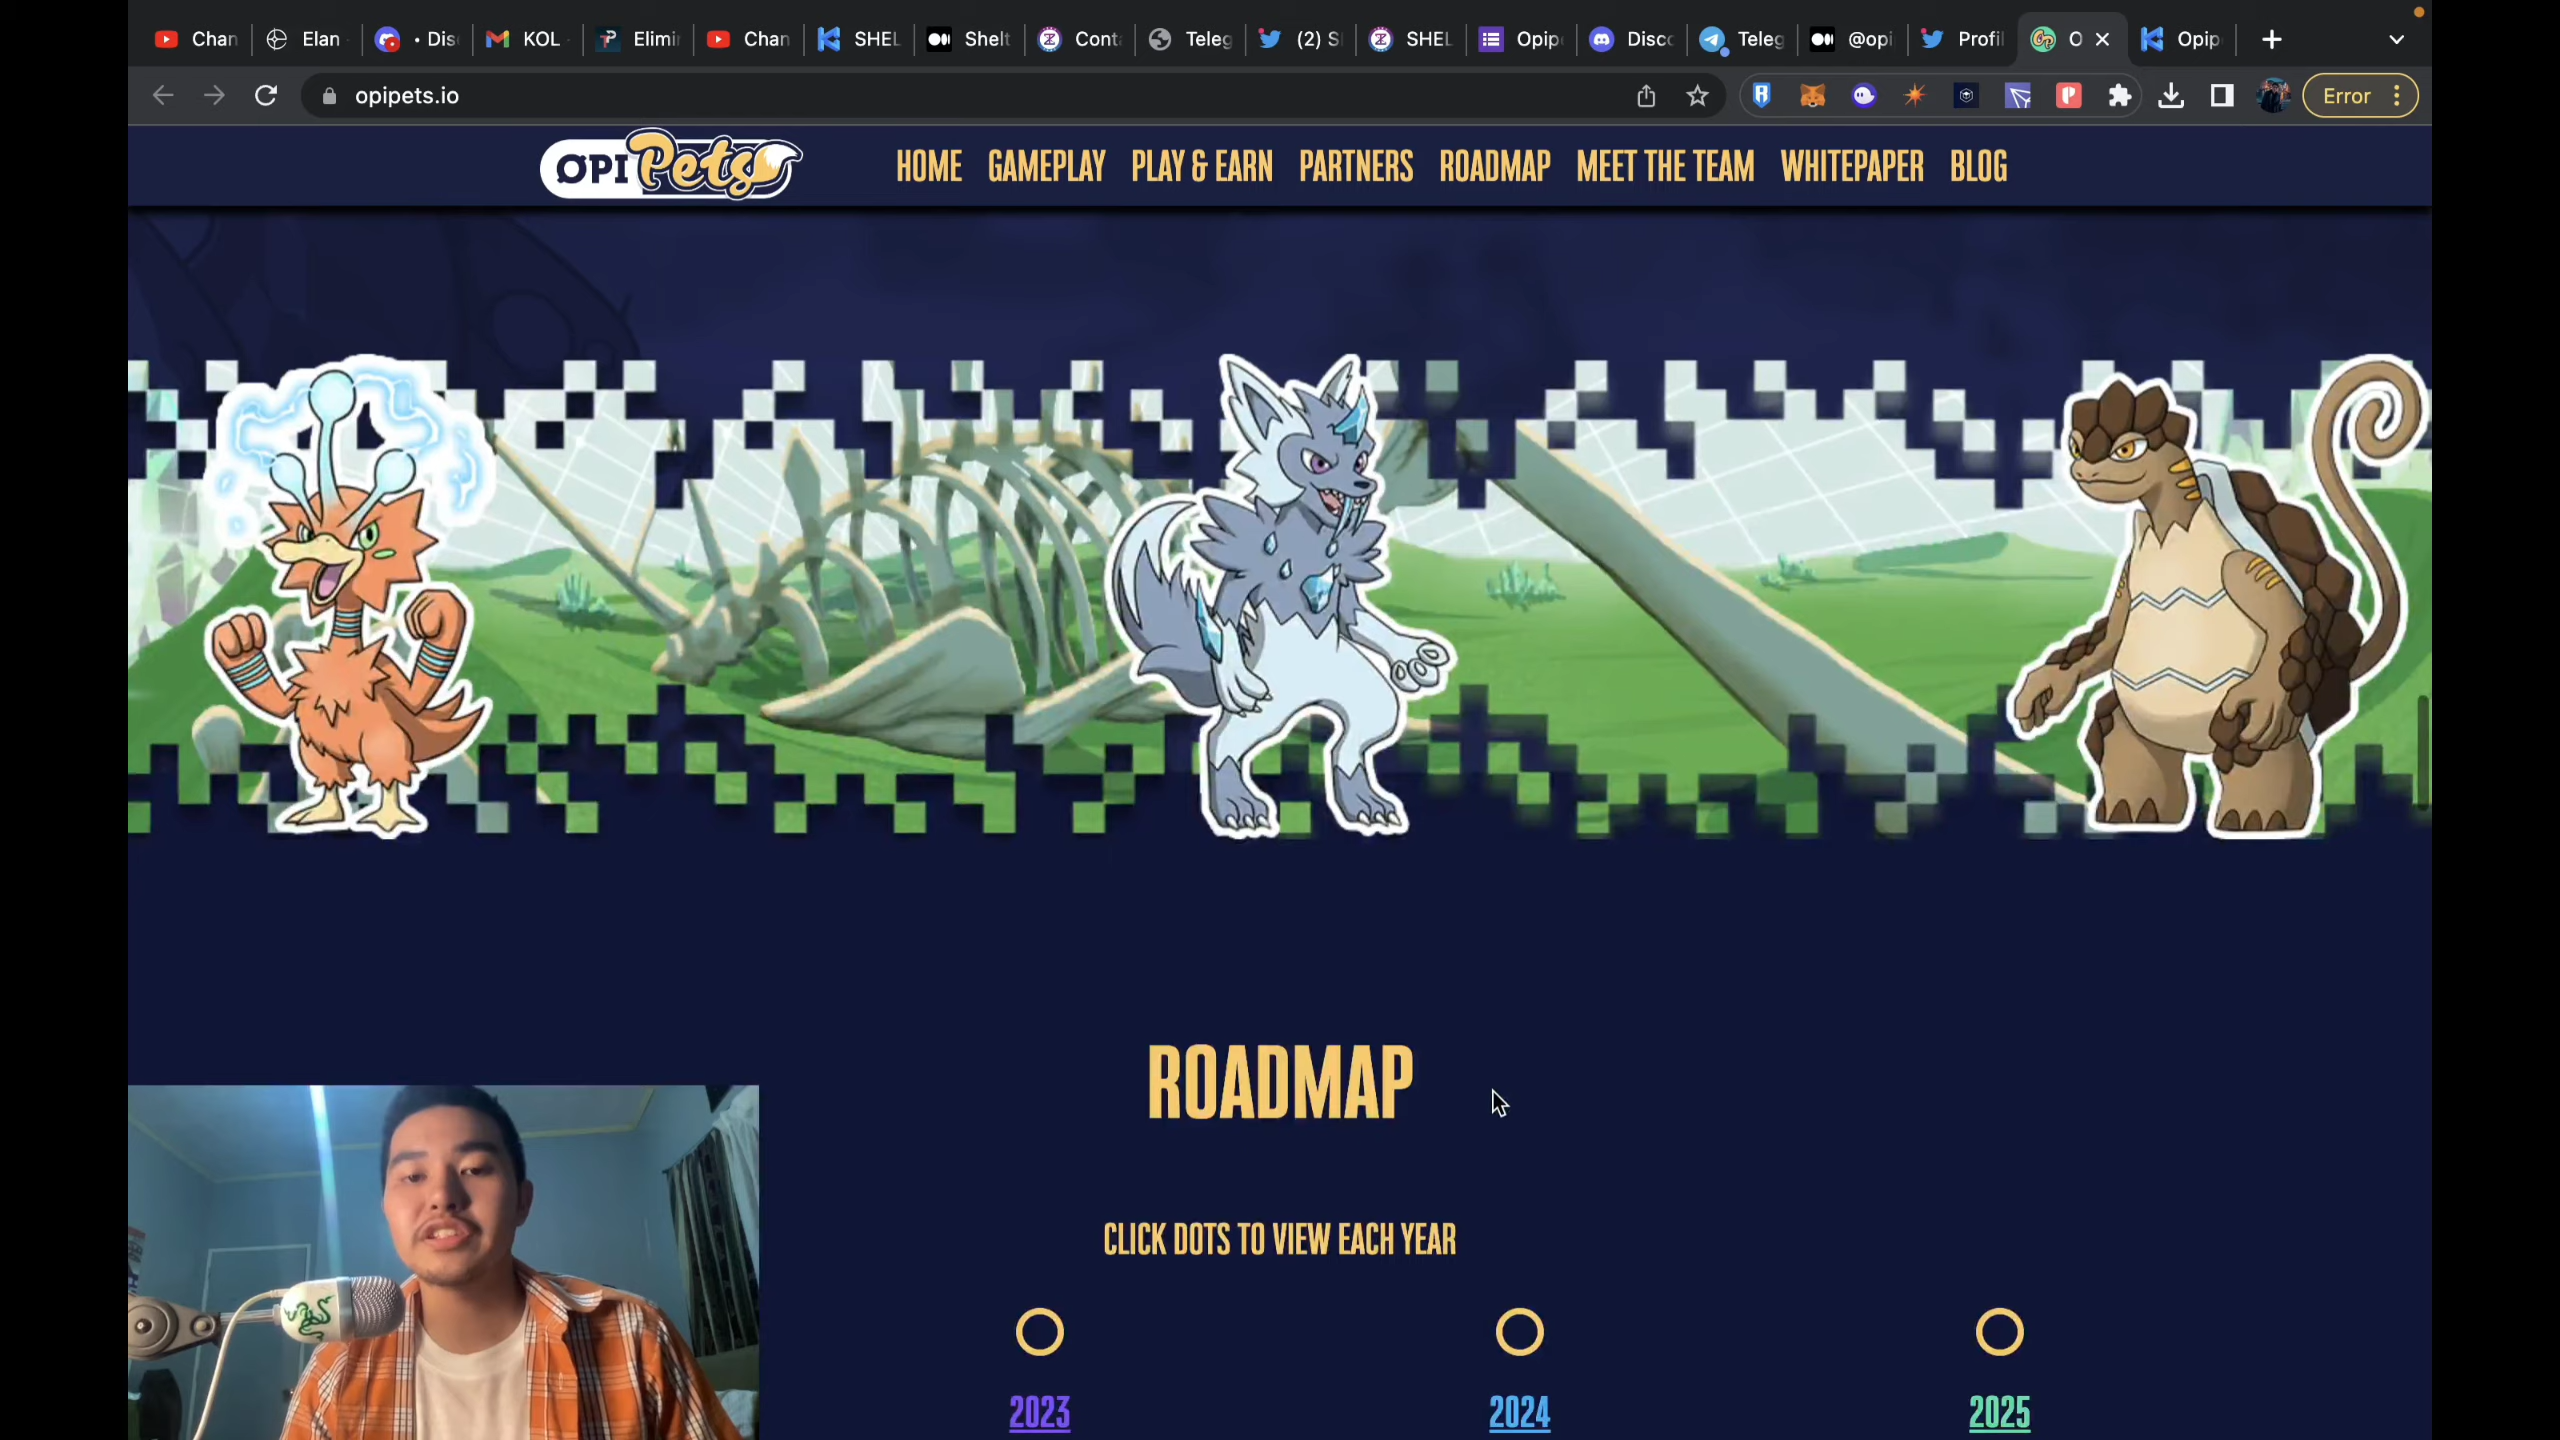 Chan
Elan
• Dis
KOL
Elimi
Chan
SHEL
Shelt
Conta
Teleg
(2) S
SHEL
Opip
Disco
Teleg
@opi
Profil
O
Opip
opipets.io
Error
OPI Pets
HOME
GAMEPLAY
PLAY & EARN
PARTNERS
ROADMAP
MEET THE TEAM
WHITEPAPER
BLOG
ROADMAP
CLICK DOTS TO VIEW EACH YEAR
2023
2024
2025